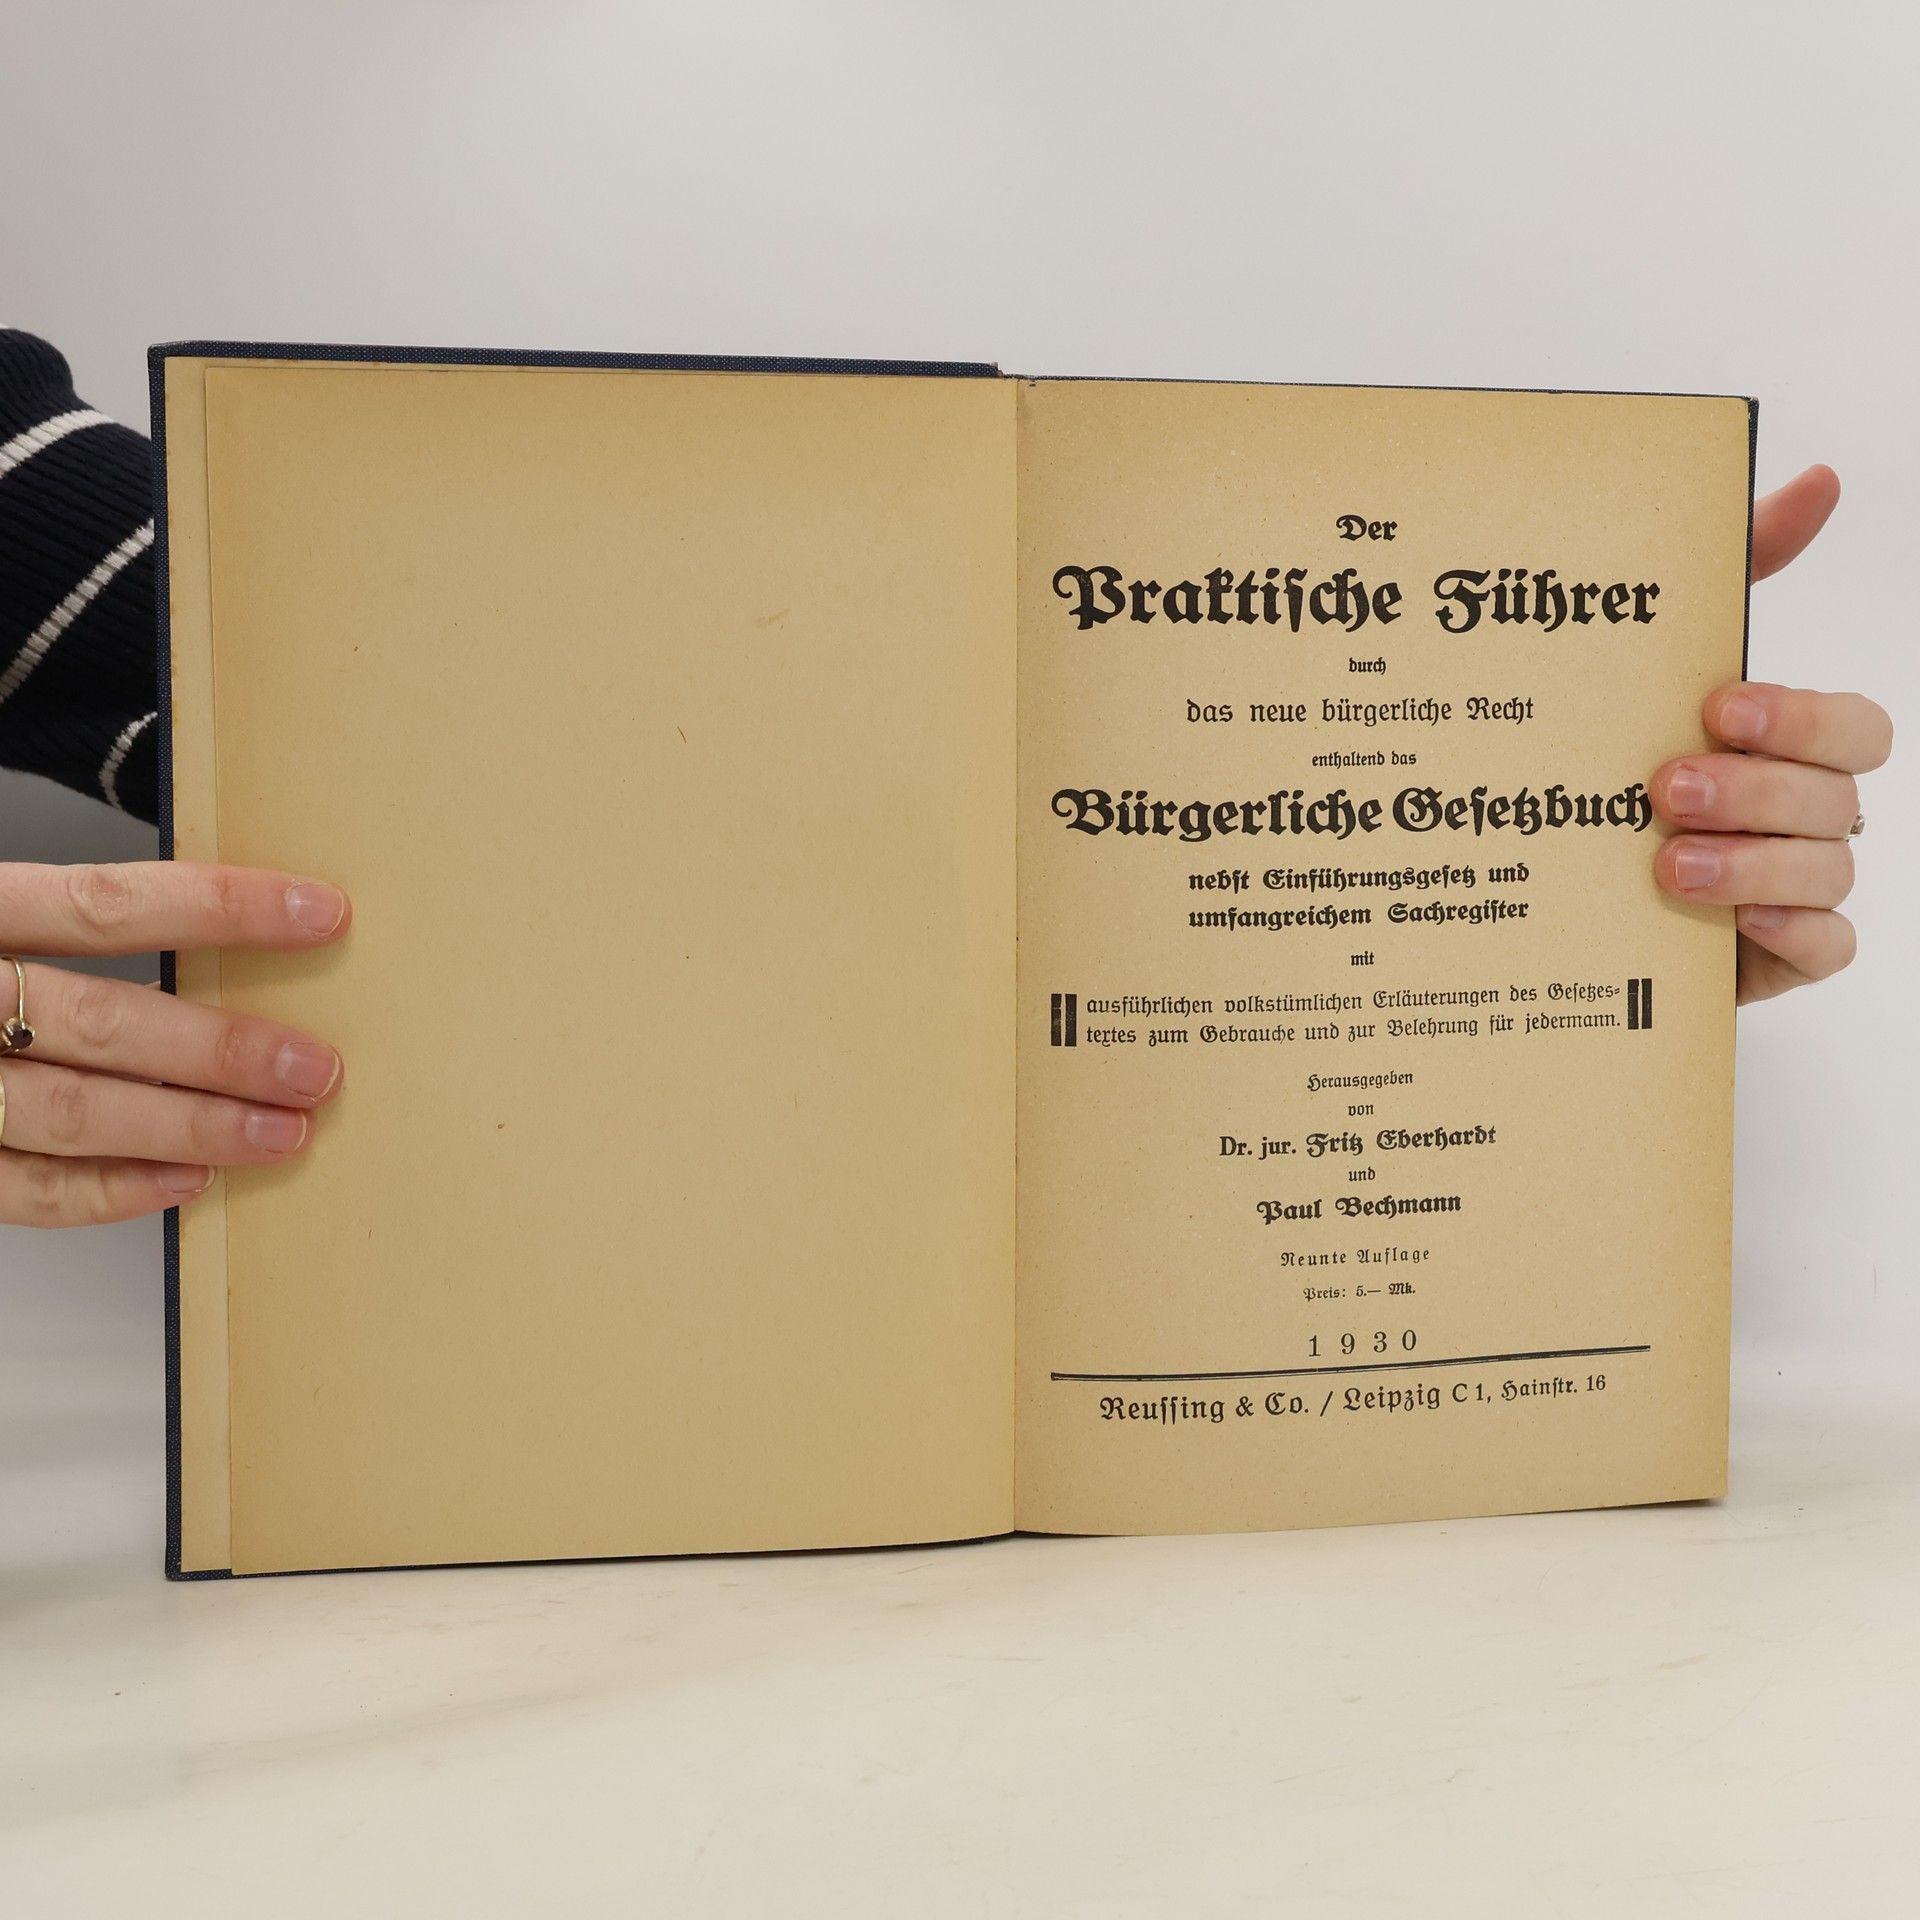 Der
Praktische Führer
durch
das neue bürgerliche Recht
enthaltend das
Bürgerliche Gesetzbuch
nebst Einführungsgesetz und
umfangreichem Sachregister
mit
ausführlichen volkstümlichen Erläuterungen des Gesetzes-
textes zum Gebrauche und zur Belehrung für jedermann.
Herausgegeben
von
Dr. jur. Fritz Eberhardt
und
Paul Bechmann
Neunte Auflage
Preis: 5.— Mk.
1930
Reussing & Co. / Leipzig C 1, Hainstr. 16